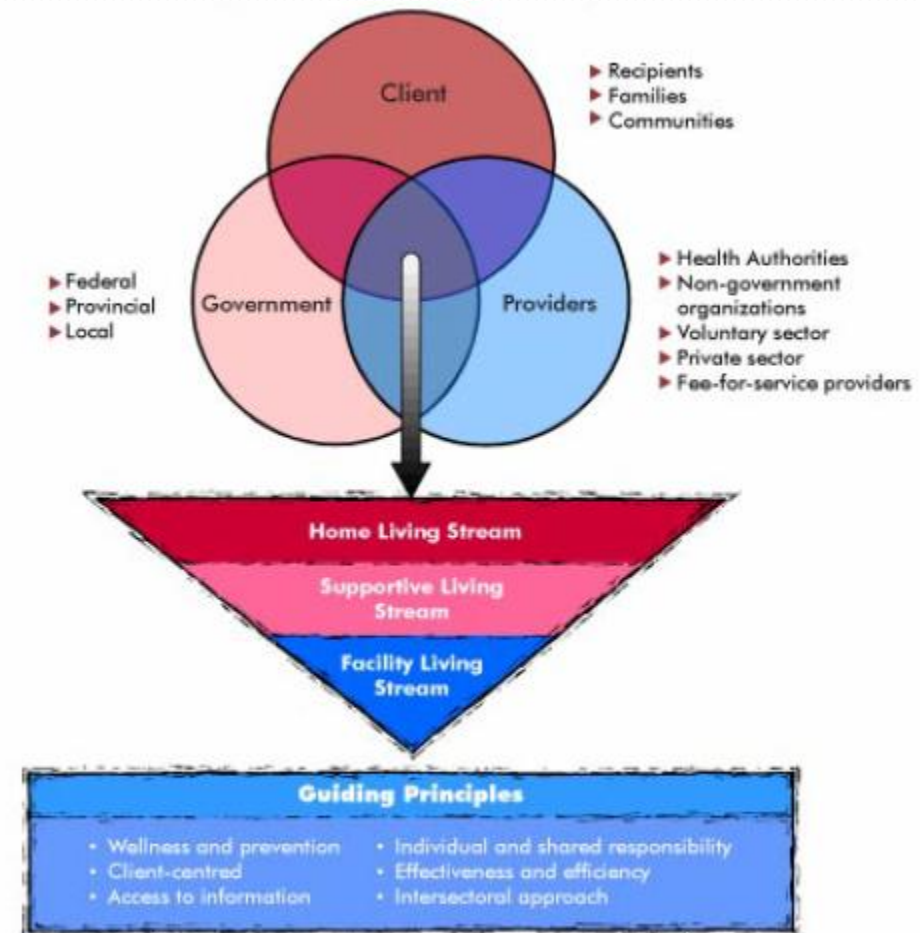 Client
▶ Recipients
▶ Families
▶ Communities
▶ Federal
▶ Provincial
▶ Local
Government
Providers
▶ Health Authorities
▶ Non-government
organizations
▶ Voluntary sector
▶ Private sector
▶ Fee-for-service providers
Home Living Stream
Supportive Living
Stream
Facility Living
Stream
Guiding Principles
• Wellness and prevention
• Client-centred
• Access to information
• Individual and shared responsibility
• Effectiveness and efficiency
• Intersectoral approach